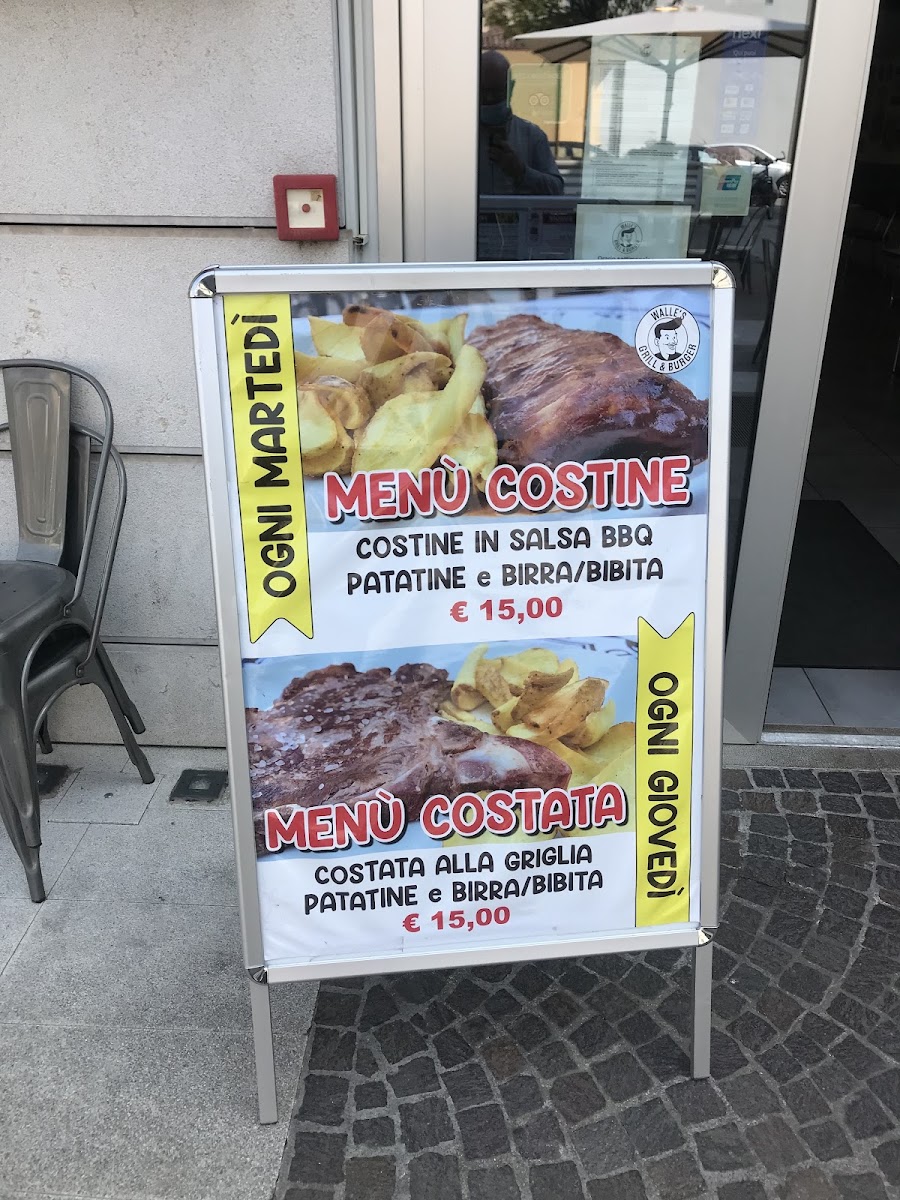 nexi
WALLE'S
GRILL & BURGER
OGNI MARTEDÌ
MENÙ COSTINE
COSTINE IN SALSA BBQ
PATATINE e BIRRA/BIBITA
€ 15,00
OGNI GIOVEDÌ
MENÙ COSTATA
COSTATA ALLA GRIGLIA
PATATINE e BIRRA/BIBITA
€ 15,00